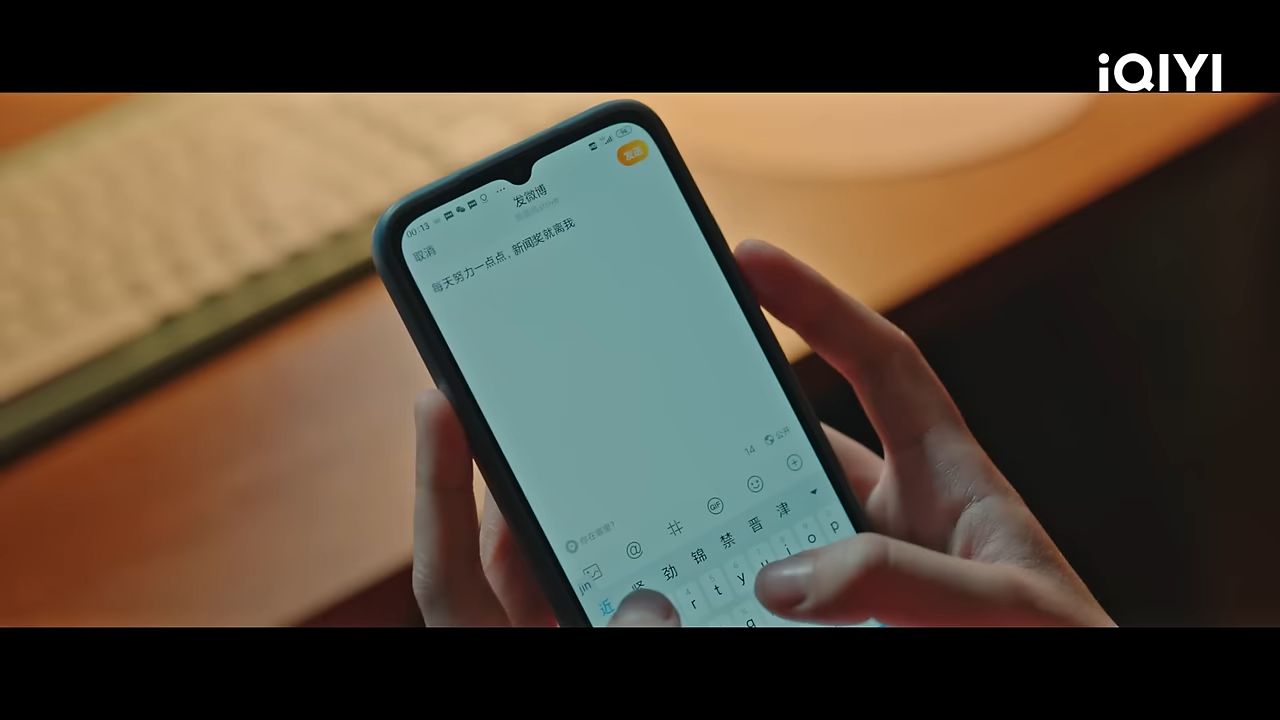 iQIYI
00:13
发送
发微博
取消
每天努力一点点，新闻奖就离我
14 公开
你在哪里?
@ GIF
jin
近 紧 劲 锦 禁 晋 津
r t y u i o p
g